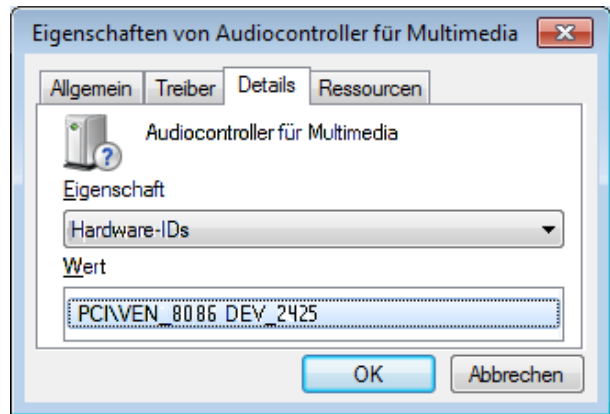 Eigenschaften von Audiocontroller für Multimedia
Allgemein Treiber Details Ressourcen
Audiocontroller für Multimedia
Eigenschaft
Hardware-IDs
Wert
PCI\VEN_8086 DEV_2425
OK Abbrechen